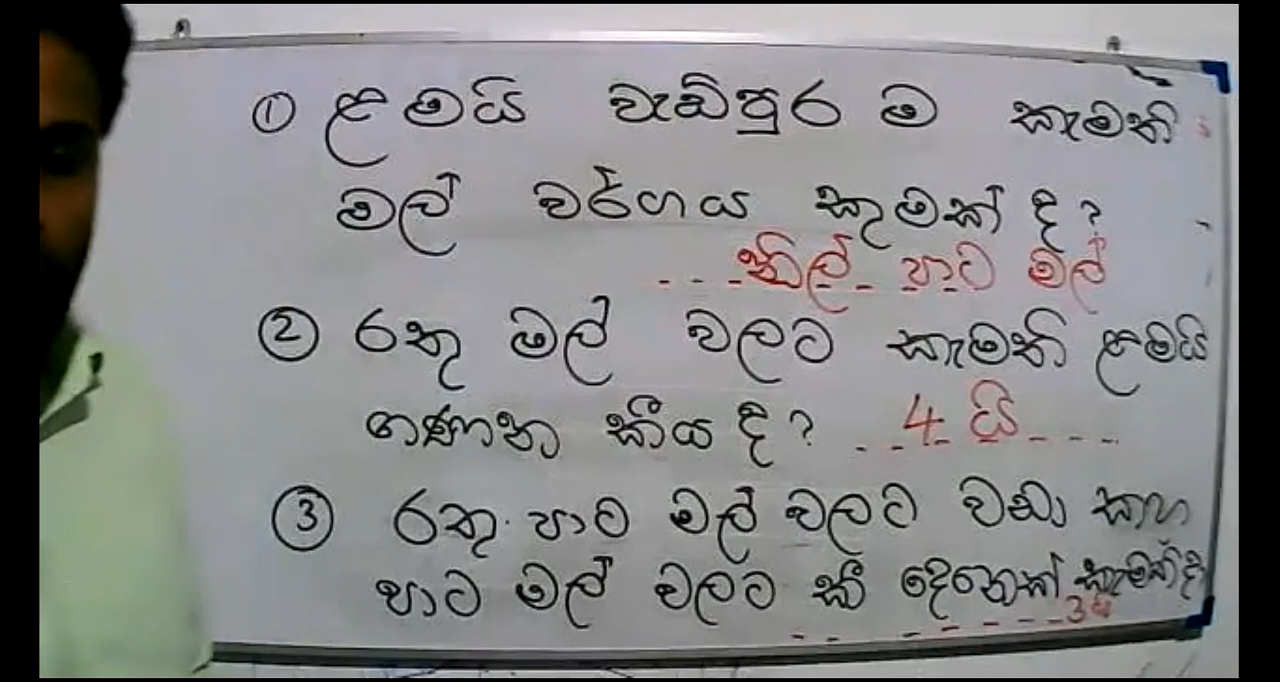 ① ළමයි වැඩිපුර ම කැමති
මල් වර්ගය කුමක් ද?
නිල් පාට මල්
② රතු මල් වලට කැමති ළමයි
ගණන කීය ද? 4 යි
③ රතු පාට මල් වලට වඩා කහ
පාට මල් වලට කී දෙනෙක් කැමතිද